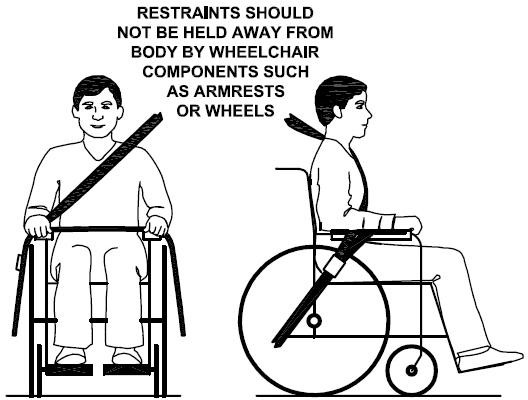 RESTRAINTS SHOULD
NOT BE HELD AWAY FROM
BODY BY WHEELCHAIR
COMPONENTS SUCH
AS ARMRESTS
OR WHEELS